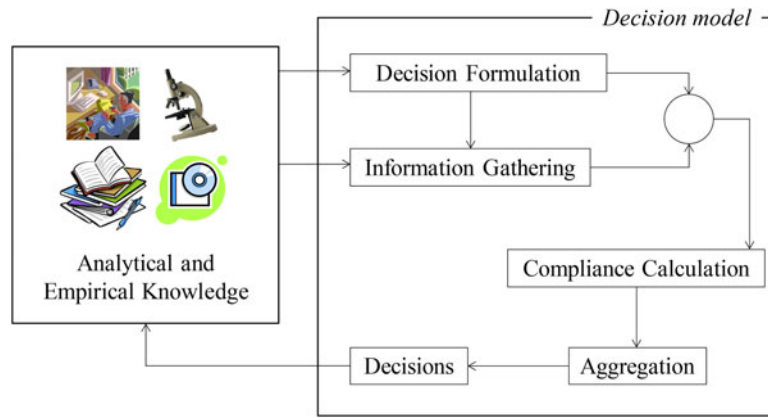 Decision model
Decision Formulation
Information Gathering
Analytical and
Empirical Knowledge
Compliance Calculation
Decisions
Aggregation